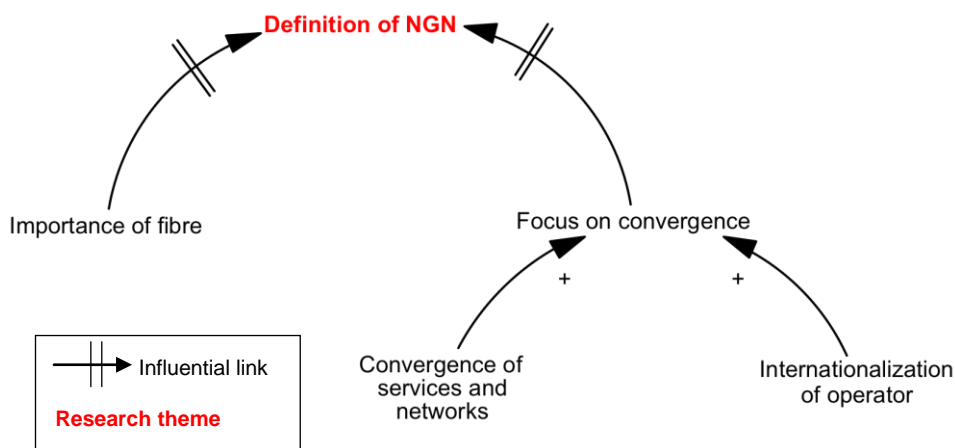 Definition of NGN
Importance of fibre
Focus on convergence
+
+
Convergence of
services and
networks
Internationalization
of operator
Influential link
Research theme